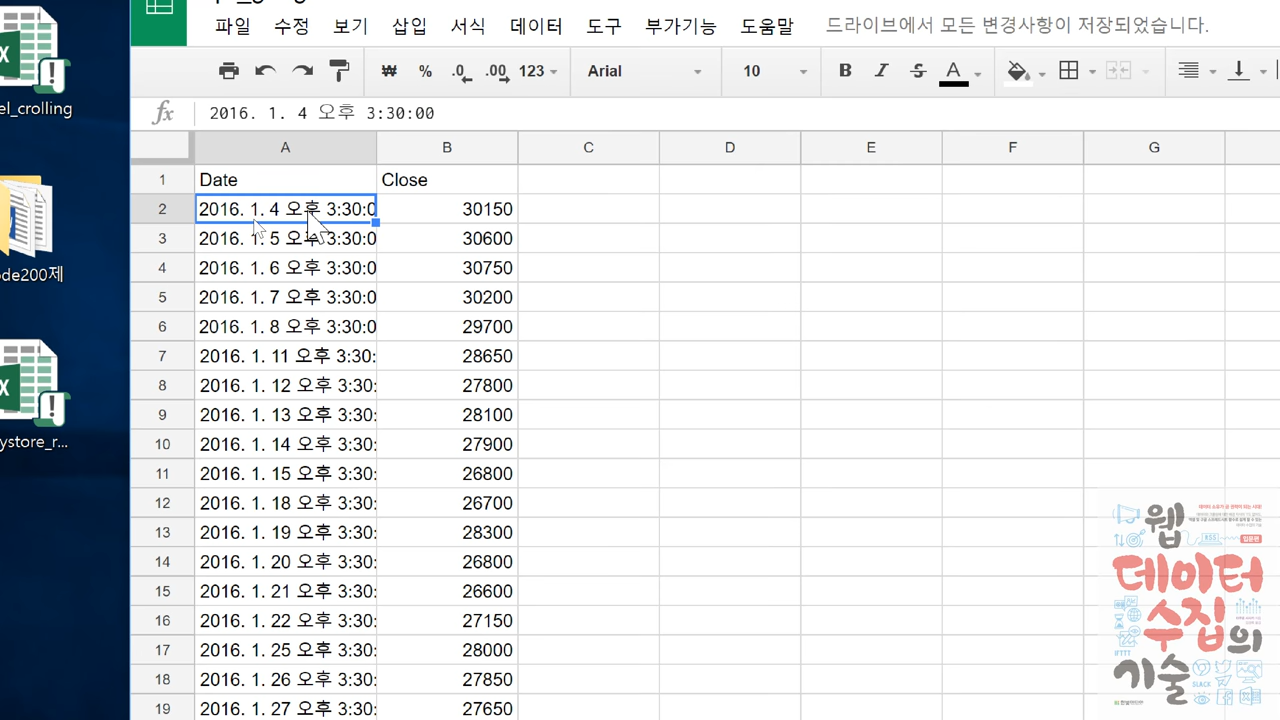 파일 수정 보기 삽입 서식 데이터 도구 부가기능 도움말 드라이브에서 모든 변경사항이 저장되었습니다.
₩ % .0 .00 123 Arial 10 B I S A
fx 2016. 1. 4 오후 3:30:00
A B C D E F G
1 Date Close
2 2016. 1. 4 오후 3:30:0 30150
3 2016. 1. 5 오후 3:30:0 30600
4 2016. 1. 6 오후 3:30:0 30750
5 2016. 1. 7 오후 3:30:0 30200
6 2016. 1. 8 오후 3:30:0 29700
7 2016. 1. 11 오후 3:30: 28650
8 2016. 1. 12 오후 3:30: 27800
9 2016. 1. 13 오후 3:30: 28100
10 2016. 1. 14 오후 3:30: 27900
11 2016. 1. 15 오후 3:30: 26800
12 2016. 1. 18 오후 3:30: 26700
13 2016. 1. 19 오후 3:30: 28300
14 2016. 1. 20 오후 3:30: 26800
15 2016. 1. 21 오후 3:30: 26600
16 2016. 1. 22 오후 3:30: 27150
17 2016. 1. 25 오후 3:30: 28000
18 2016. 1. 26 오후 3:30: 27850
19 2016. 1. 27 오후 3:30: 27650
el_crolling
ode200제
ystore_r...
웹
데이터
수집의
기술
RSS
입문편
IFTTT
SLACK
한빛미디어